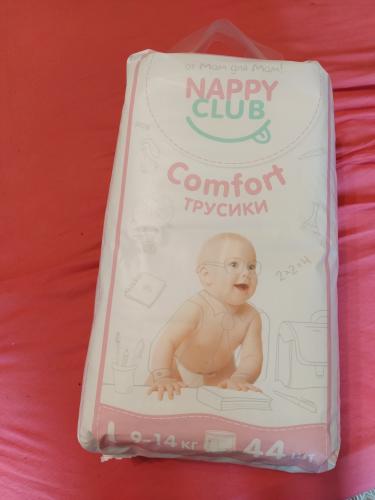 от мам для мам!
NAPPY
CLUB
Comfort
ТРУСИКИ
2×2=4
L 9-14 кг 44 шт